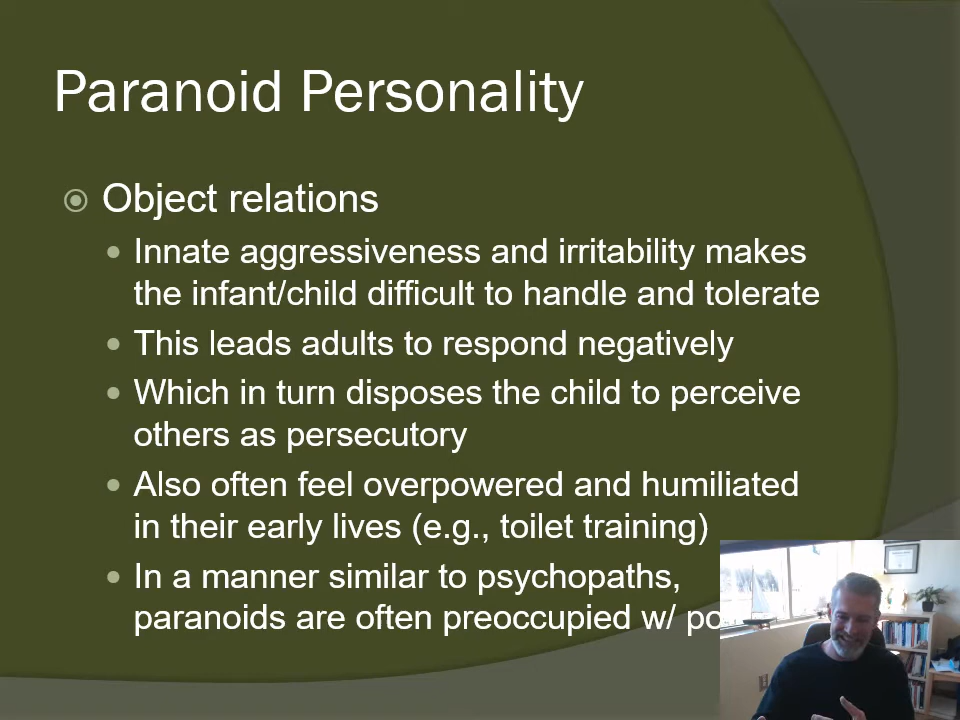 Paranoid Personality
Object relations
Innate aggressiveness and irritability makes
the infant/child difficult to handle and tolerate
This leads adults to respond negatively
Which in turn disposes the child to perceive
others as persecutory
Also often feel overpowered and humiliated
in their early lives (e.g., toilet training)
In a manner similar to psychopaths,
paranoids are often preoccupied w/